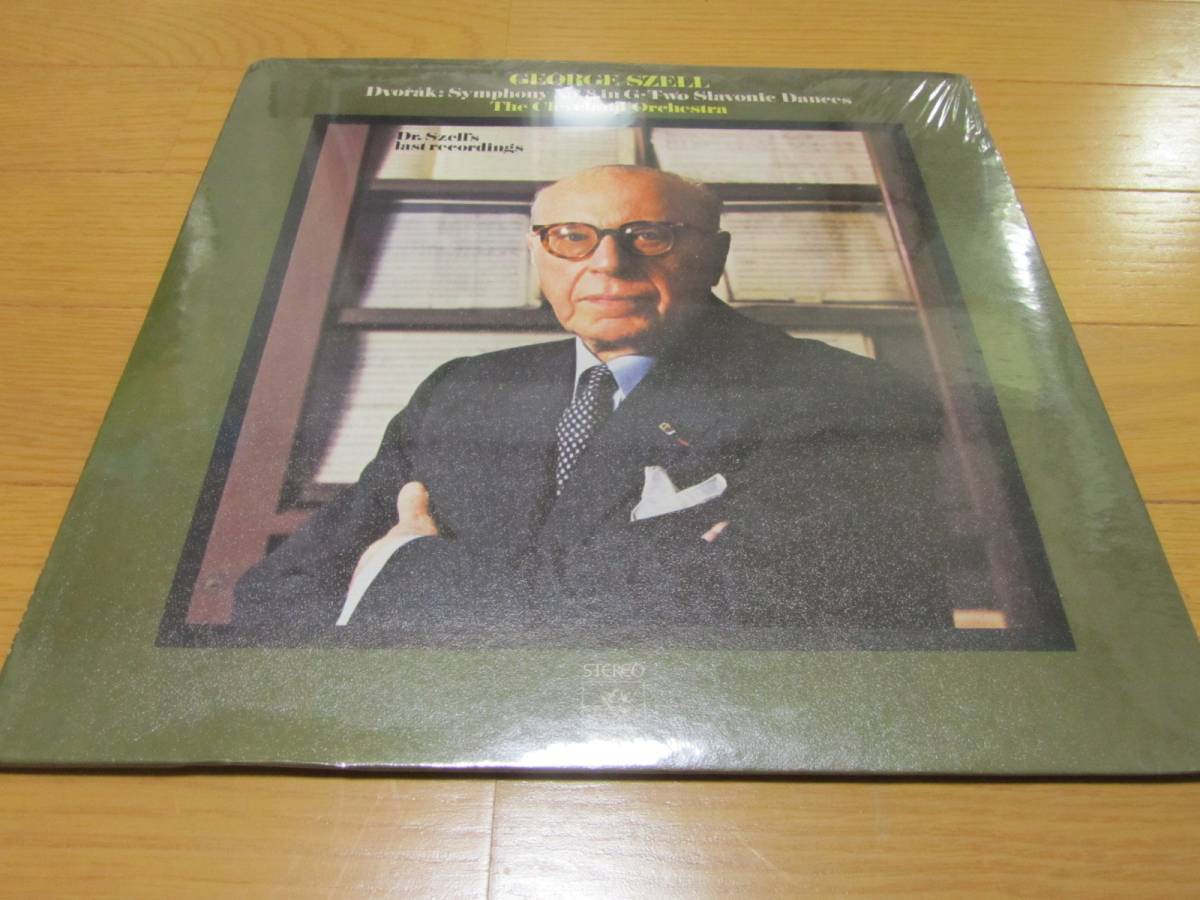 GEORGE SZELL
Dvořák: Symphony No. 8 in G • Two Slavonic Dances
The Cleveland Orchestra
Dr. Szell's
last recordings
STEREO